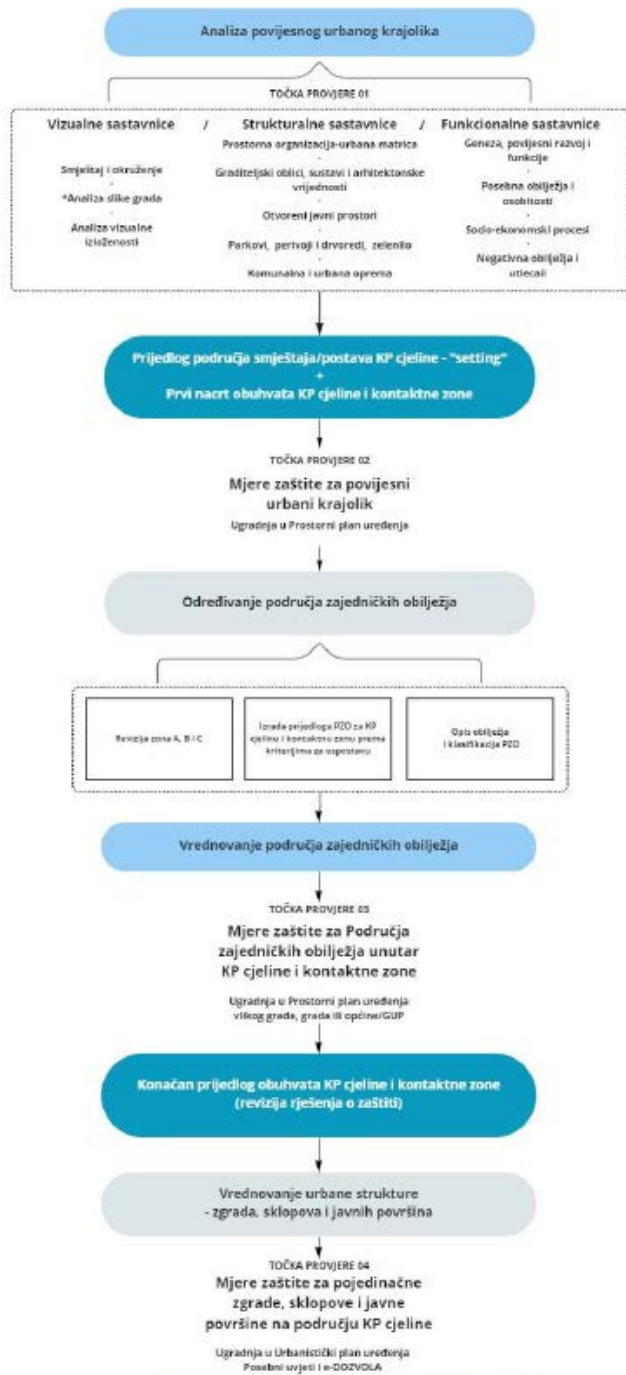 Analiza povijesnog urbanog krajolika
TOČKA PROVJERE 01
Vizualne sastavnice / Strukturalne sastavnice / Funkcionalne sastavnice
Smještaj i okruženje
-
*Analiza slike grada
-
Analiza vizualne
izloženosti
Prostorna organizacija-urbana matrica
-
Graditeljski oblici, sustavi i arhitektonske
vrijednosti
-
Otvoreni javni prostori
-
Parkovi, perivoji i drvoredi, zelenilo
-
Komunalna i urbana oprema
Geneza, povijesni razvoj i
funkcije
-
Posebna obilježja i
osobitosti
-
Socio-ekonomski procesi
-
Negativna obilježja i
utjecaji
Prijedlog područja smještaja/postava KP cjeline - "setting"
+
Prvi nacrt obuhvata KP cjeline i kontaktne zone
TOČKA PROVJERE 02
Mjere zaštite za povijesni
urbani krajolik
Ugradnja u Prostorni plan uređenja
Određivanje područja zajedničkih obilježja
Revizija zona A, B i C
Izrada prijedloga PZO za KP
cjelinu i kontaktnu zonu prema
kriterijima za uspostavu
Opis obilježja
i klasifikacija PZO
Vrednovanje područja zajedničkih obilježja
TOČKA PROVJERE 03
Mjere zaštite za Područja
zajedničkih obilježja unutar
KP cjeline i kontaktne zone
Ugradnja u Prostorni plan uređenja
vlikog grada, grada ili općine/GUP
Konačan prijedlog obuhvata KP cjeline i kontaktne zone
(revizija rješenja o zaštiti)
Vrednovanje urbane strukture
- zgrada, sklopova i javnih površina
TOČKA PROVJERE 04
Mjere zaštite za pojedinačne
zgrade, sklopove i javne
površine na području KP cjeline
Ugradnja u Urbanistički plan uređenja
Posebni uvjeti i e-DOZVOLA